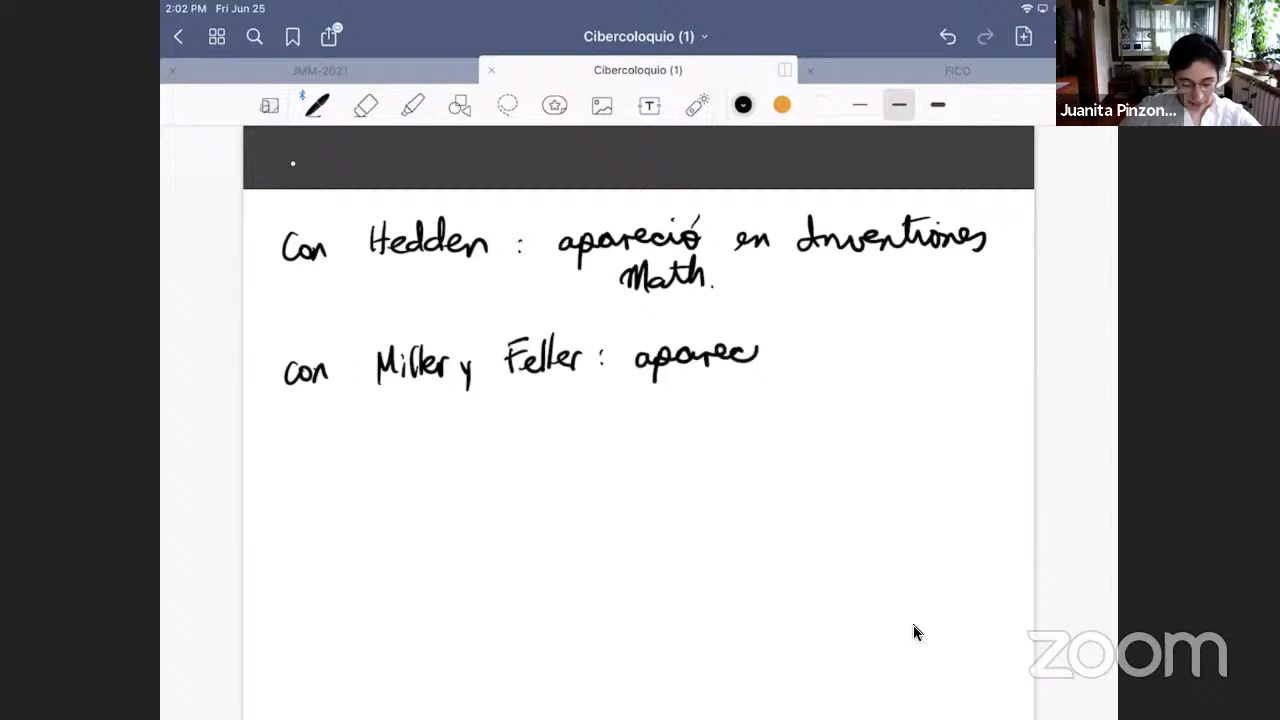 2:02 PM Fri Jun 25
Cibercoloquio (1)
JMM-2021
Cibercoloquio (1)
FICO
T
Juanita Pinzon...
Con Hedden : apareció en Inventiones
Math.
con Miller y Feller : aparec
zoom